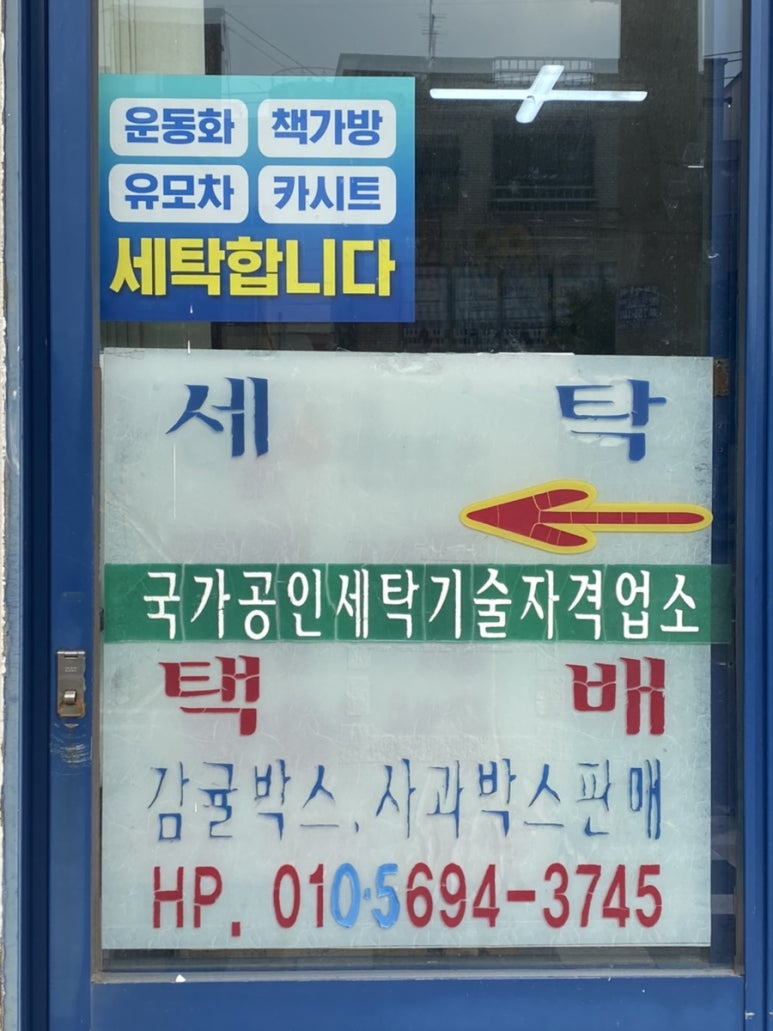 운동화 책가방
유모차 카시트
세탁합니다
세 탁
국가공인세탁기술자격업소
택 배
감귤박스, 사과박스판매
HP. 010·5694-3745